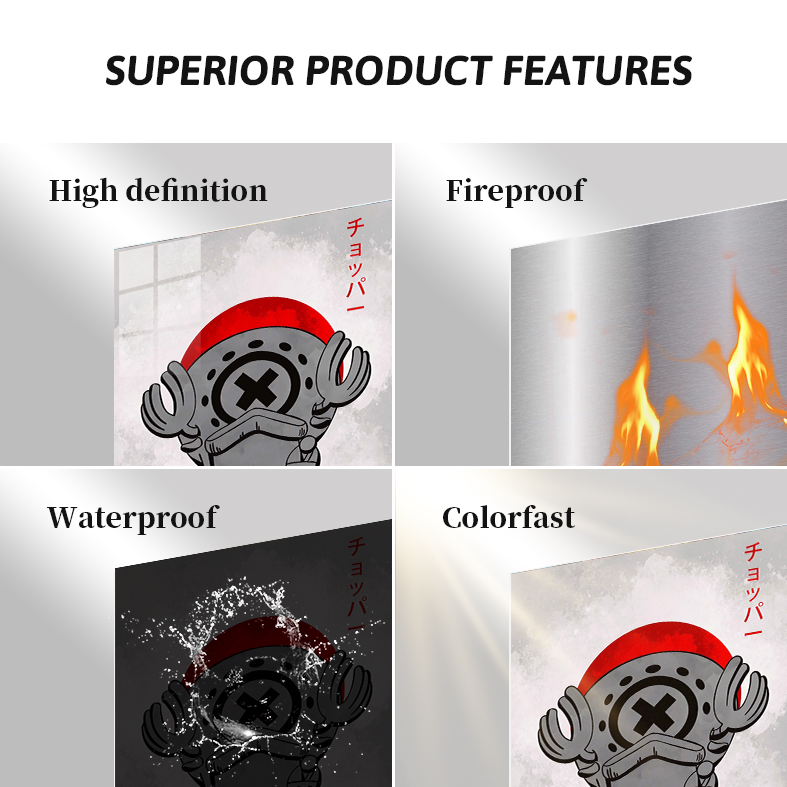 SUPERIOR PRODUCT FEATURES
High definition
Fireproof
チョッパー
Waterproof
Colorfast
チョッパー
チョッパー